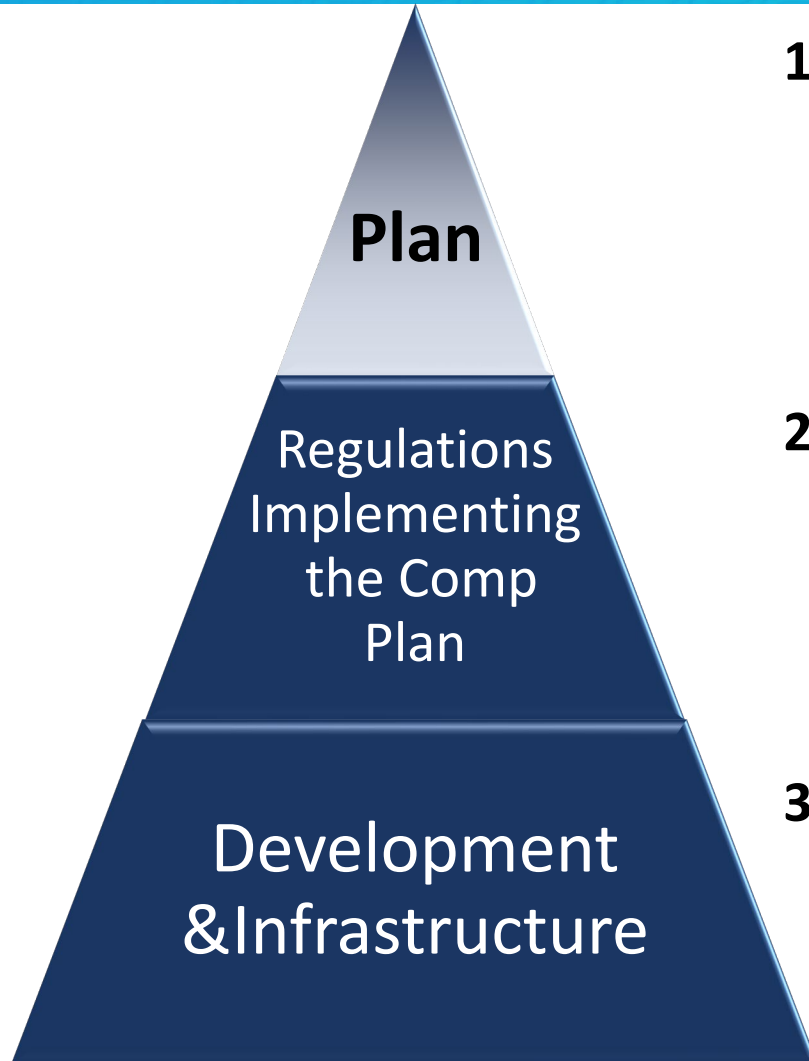 1
Plan
2
Regulations
Implementing
the Comp
Plan
3
Development
&Infrastructure